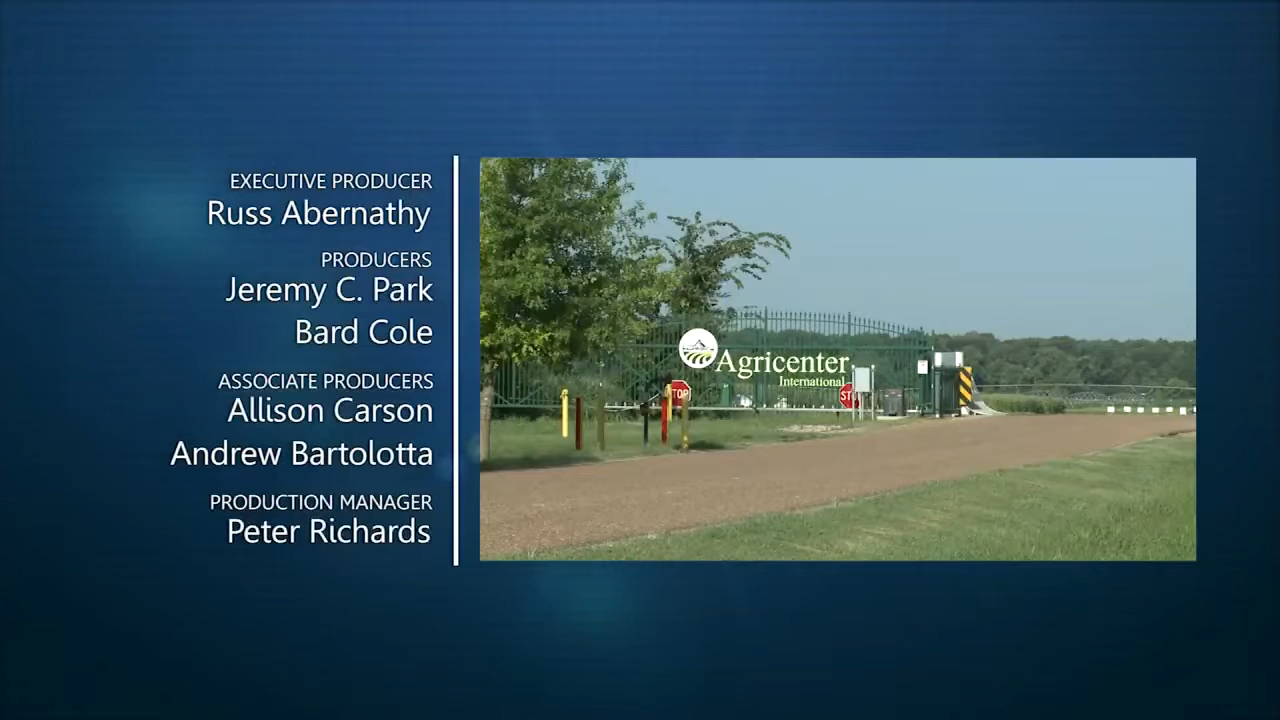 EXECUTIVE PRODUCER
Russ Abernathy
PRODUCERS
Jeremy C. Park
Bard Cole
ASSOCIATE PRODUCERS
Allison Carson
Andrew Bartolotta
PRODUCTION MANAGER
Peter Richards
Agricenter
International
STOP
ST